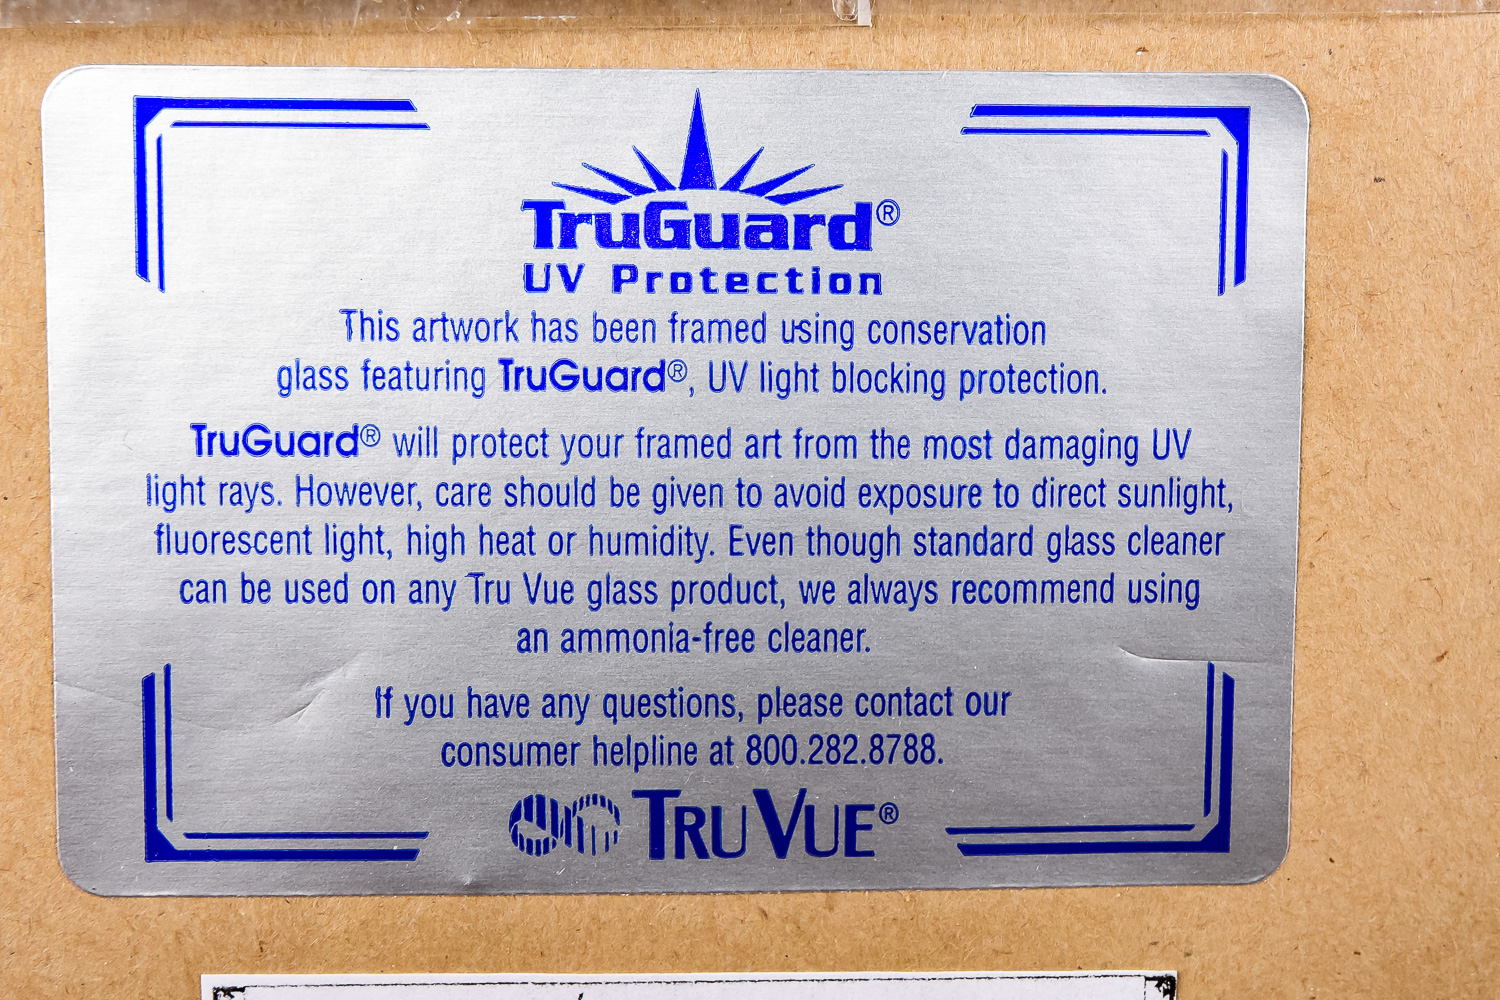 TruGuard®
UV Protection
This artwork has been framed using conservation
glass featuring TruGuard®, UV light blocking protection.
TruGuard® will protect your framed art from the most damaging UV
light rays. However, care should be given to avoid exposure to direct sunlight,
fluorescent light, high heat or humidity. Even though standard glass cleaner
can be used on any Tru Vue glass product, we always recommend using
an ammonia-free cleaner.
If you have any questions, please contact our
consumer helpline at 800.282.8788.
TRU VUE®